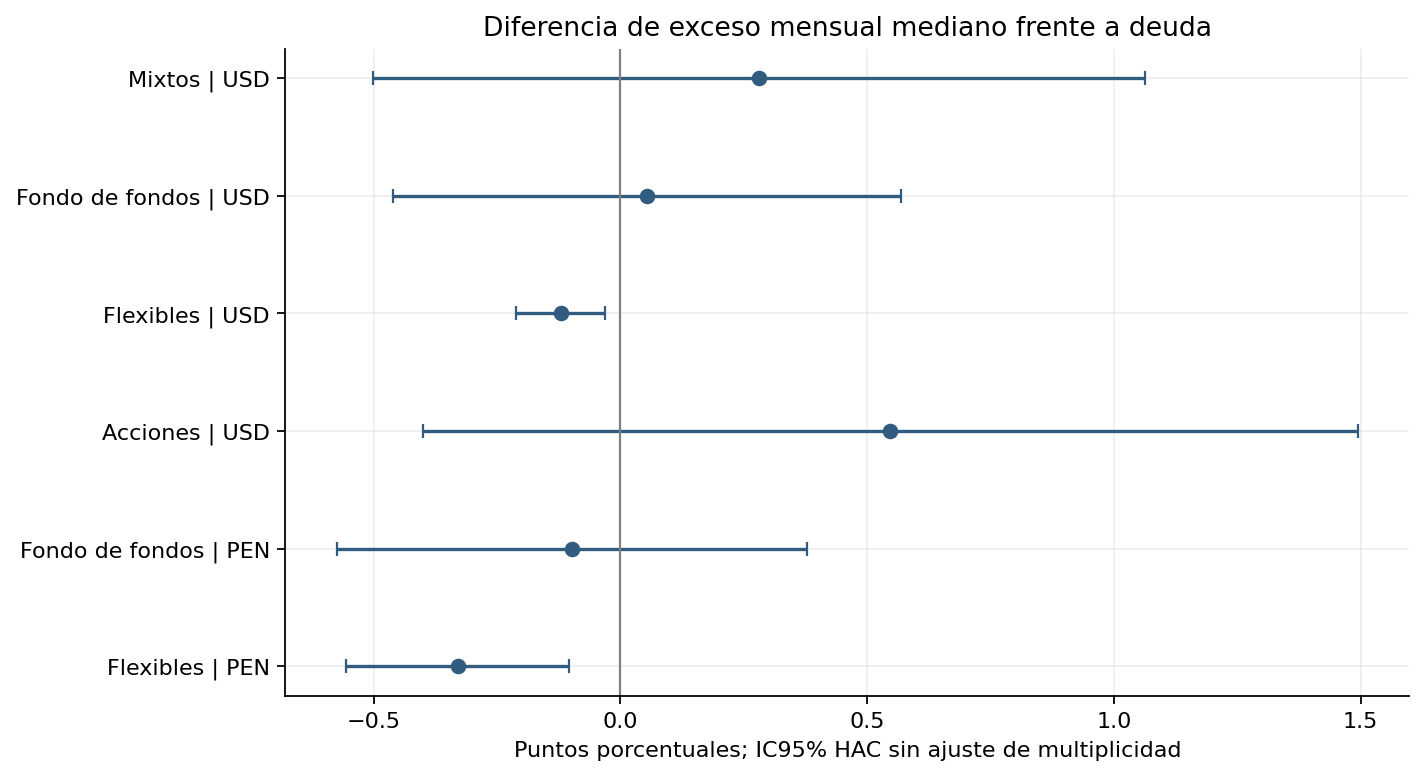 Diferencia de exceso mensual mediano frente a deuda
Mixtos | USD
Fondo de fondos | USD
Flexibles | USD
Acciones | USD
Fondo de fondos | PEN
Flexibles | PEN
−0.5 0.0 0.5 1.0 1.5
Puntos porcentuales; IC95% HAC sin ajuste de multiplicidad